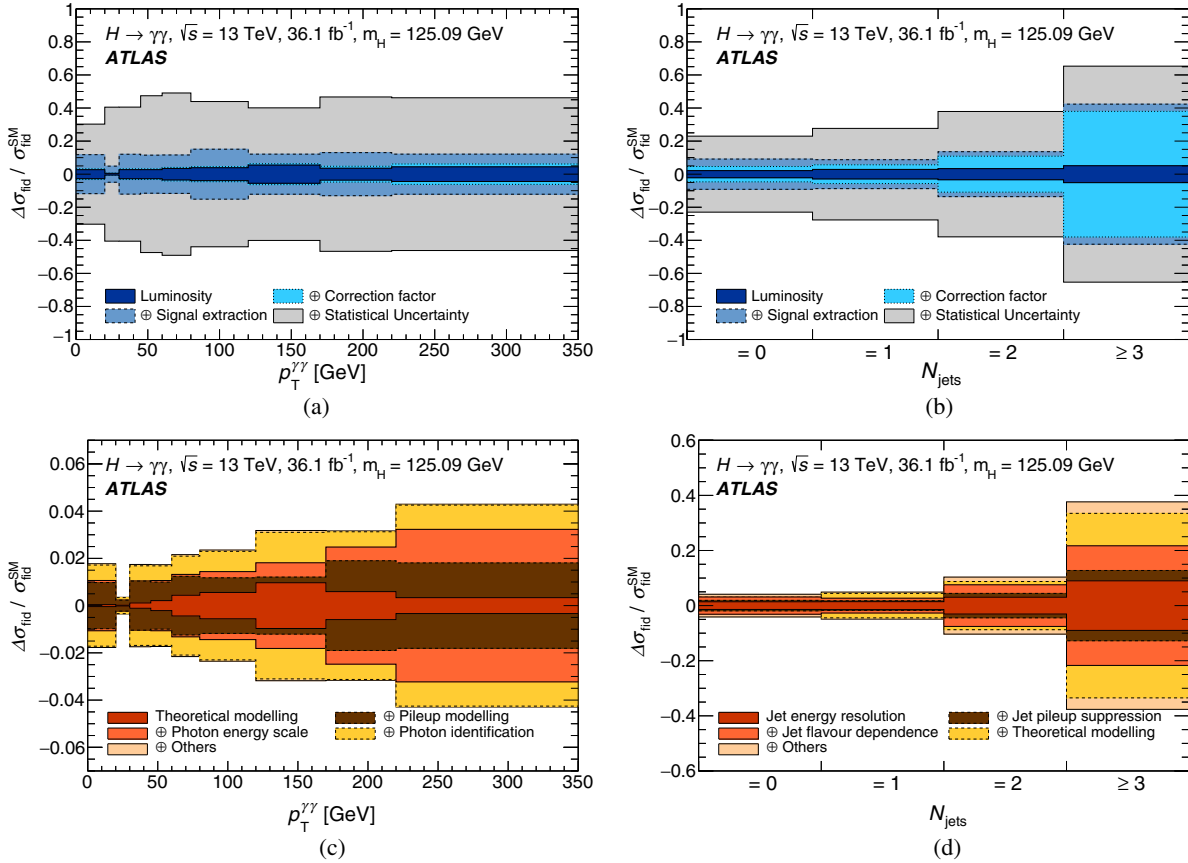 H → γγ, √s = 13 TeV, 36.1 fb⁻¹, m_H = 125.09 GeV
ATLAS
Δσ_fid / σ_fid^SM
1
0.8
0.6
0.4
0.2
0
−0.2
−0.4
−0.6
−0.8
−1
Luminosity
⊕ Correction factor
⊕ Signal extraction
⊕ Statistical Uncertainty
0 50 100 150 200 250 300 350
p_T^γγ [GeV]
(a)
H → γγ, √s = 13 TeV, 36.1 fb⁻¹, m_H = 125.09 GeV
ATLAS
Δσ_fid / σ_fid^SM
1
0.8
0.6
0.4
0.2
0
−0.2
−0.4
−0.6
−0.8
−1
Luminosity
⊕ Correction factor
⊕ Signal extraction
⊕ Statistical Uncertainty
= 0 = 1 = 2 ≥ 3
N_jets
(b)
H → γγ, √s = 13 TeV, 36.1 fb⁻¹, m_H = 125.09 GeV
ATLAS
Δσ_fid / σ_fid^SM
0.06
0.04
0.02
0
−0.02
−0.04
−0.06
Theoretical modelling
⊕ Pileup modelling
⊕ Photon energy scale
⊕ Photon identification
⊕ Others
0 50 100 150 200 250 300 350
p_T^γγ [GeV]
(c)
H → γγ, √s = 13 TeV, 36.1 fb⁻¹, m_H = 125.09 GeV
ATLAS
Δσ_fid / σ_fid^SM
0.6
0.4
0.2
0
−0.2
−0.4
−0.6
Jet energy resolution
⊕ Jet pileup suppression
⊕ Jet flavour dependence
⊕ Theoretical modelling
⊕ Others
= 0 = 1 = 2 ≥ 3
N_jets
(d)